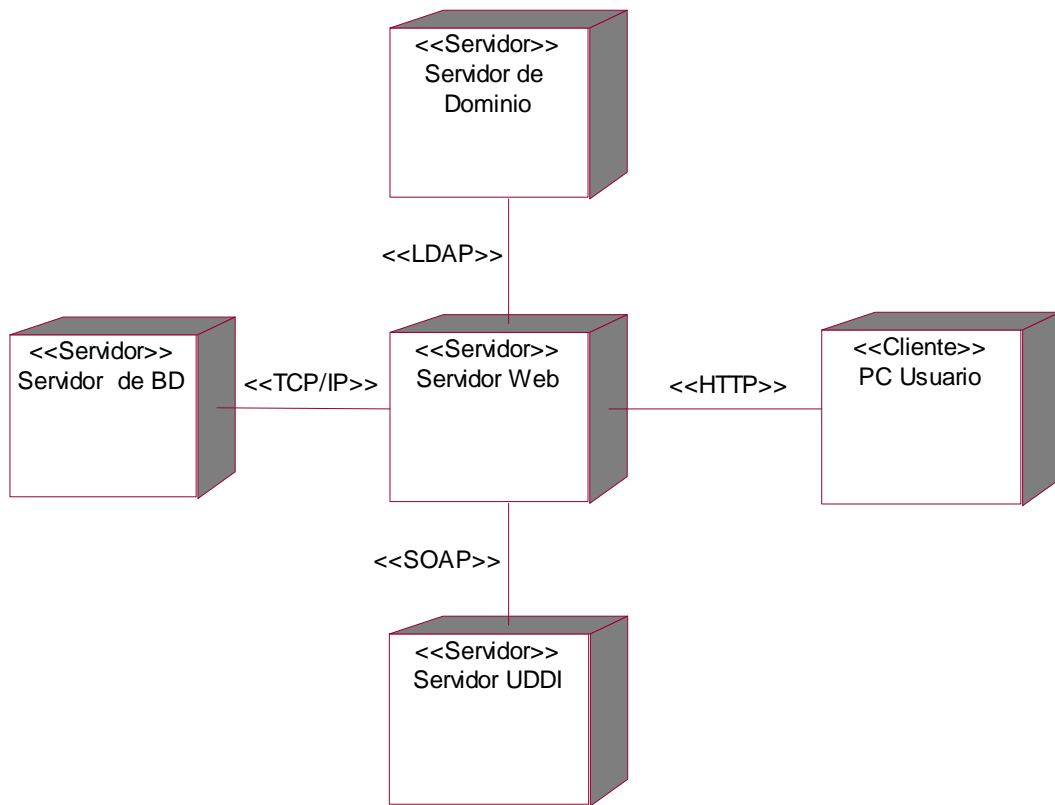 <<Servidor>>
Servidor de
Dominio
<<LDAP>>
<<Servidor>>
Servidor de BD
<<TCP/IP>>
<<Servidor>>
Servidor Web
<<HTTP>>
<<Cliente>>
PC Usuario
<<SOAP>>
<<Servidor>>
Servidor UDDI